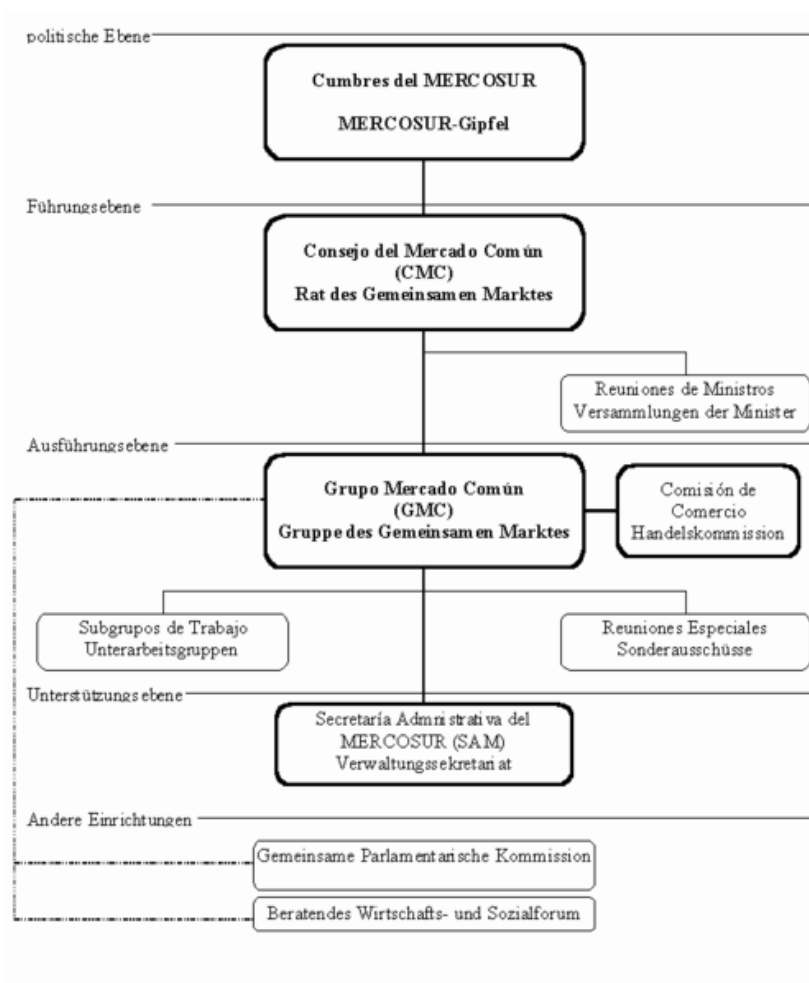 politische Ebene
Cumbres del MERCOSUR
MERCOSUR-Gipfel
Führungsebene
Consejo del Mercado Común
(CMC)
Rat des Gemeinsamen Marktes
Reuniones de Ministros
Versammlungen der Minister
Ausführungsebene
Grupo Mercado Común
(GMC)
Gruppe des Gemeinsamen Marktes
Comisión de
Comercio
Handelskommission
Subgrupos de Trabajo
Unterarbeitsgruppen
Reuniones Especiales
Sonderausschüsse
Unterstützungsebene
Secretaría Admnistrativa del
MERCOSUR (SAM)
Verwaltungssekretariat
Andere Einrichtungen
Gemeinsame Parlamentarische Kommission
Beratendes Wirtschafts- und Sozialforum